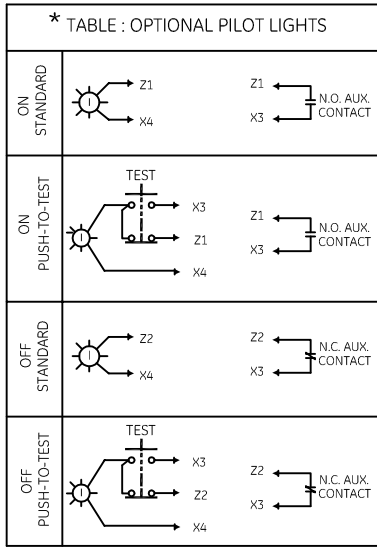 * TABLE : OPTIONAL PILOT LIGHTS
ON
STANDARD
Z1
X4
Z1
X3
N.O. AUX.
CONTACT
ON
PUSH-TO-TEST
TEST
X3
Z1
X4
Z1
X3
N.O. AUX.
CONTACT
OFF
STANDARD
Z2
X4
Z2
X3
N.C. AUX.
CONTACT
OFF
PUSH-TO-TEST
TEST
X3
Z2
X4
Z2
X3
N.C. AUX.
CONTACT